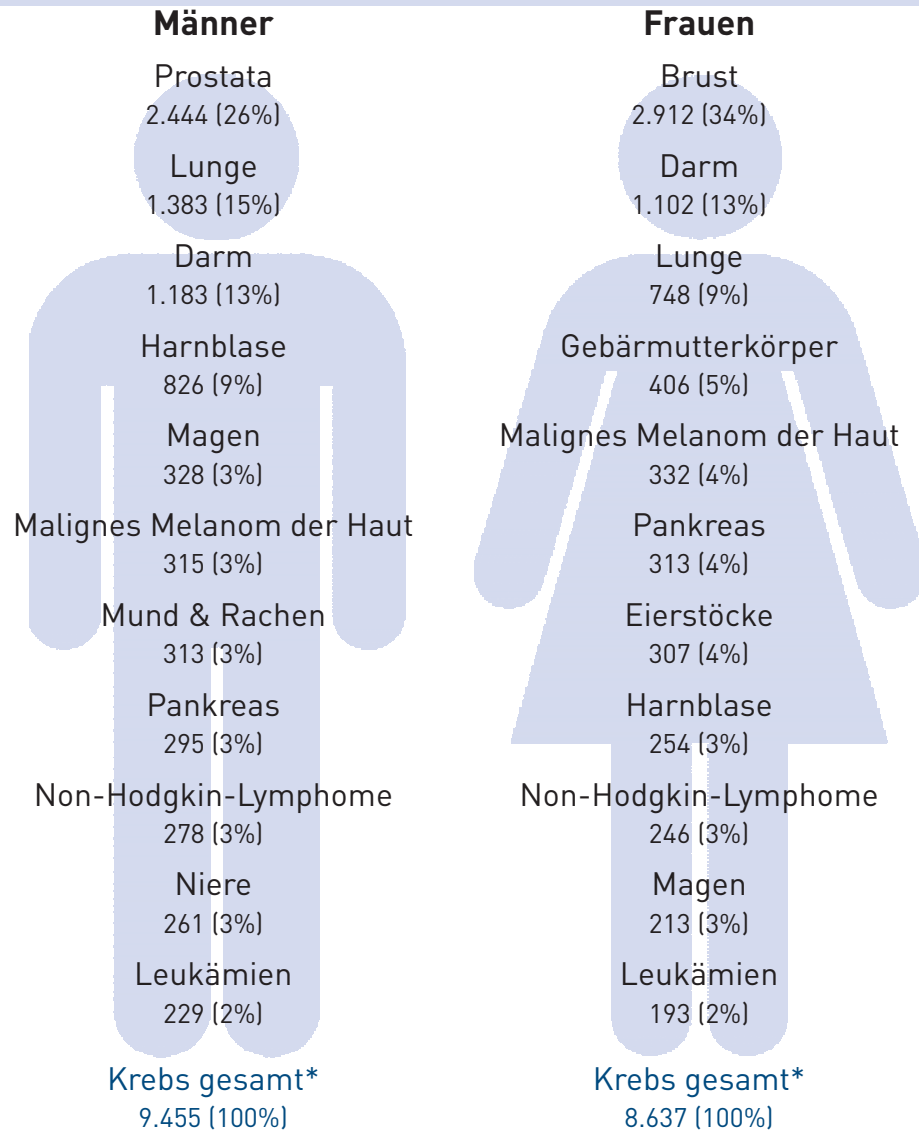 Männer
Prostata
2.444 (26%)
Lunge
1.383 (15%)
Darm
1.183 (13%)
Harnblase
826 (9%)
Magen
328 (3%)
Malignes Melanom der Haut
315 (3%)
Mund & Rachen
313 (3%)
Pankreas
295 (3%)
Non-Hodgkin-Lymphome
278 (3%)
Niere
261 (3%)
Leukämien
229 (2%)
Krebs gesamt*
9.455 (100%)
Frauen
Brust
2.912 (34%)
Darm
1.102 (13%)
Lunge
748 (9%)
Gebärmutterkörper
406 (5%)
Malignes Melanom der Haut
332 (4%)
Pankreas
313 (4%)
Eierstöcke
307 (4%)
Harnblase
254 (3%)
Non-Hodgkin-Lymphome
246 (3%)
Magen
213 (3%)
Leukämien
193 (2%)
Krebs gesamt*
8.637 (100%)